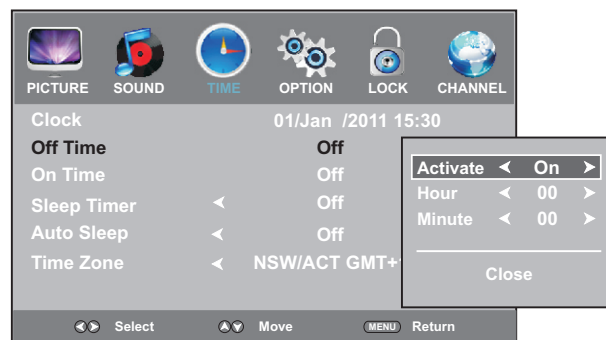 PICTURE SOUND TIME OPTION LOCK CHANNEL
Clock 01/Jan /2011 15:30
Off Time Off
On Time Off
Sleep Timer Off
Auto Sleep Off
Time Zone NSW/ACT GMT+
Activate On
Hour 00
Minute 00
Close
Select Move MENU Return